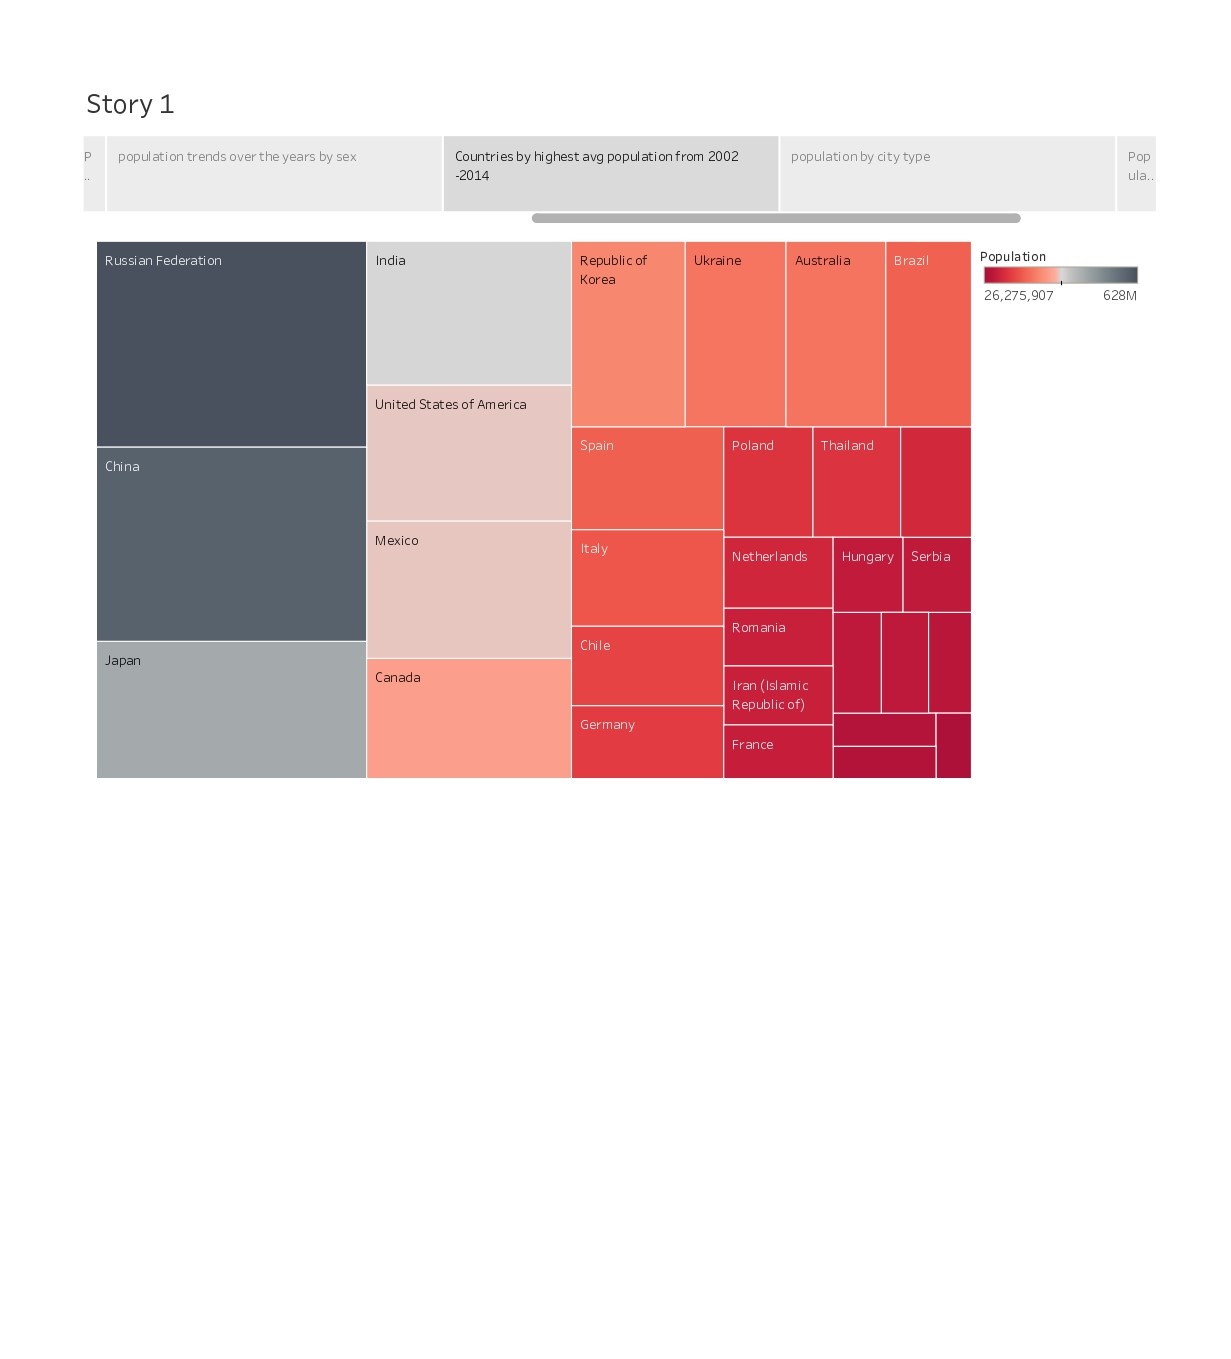 Story 1
P
..
population trends over the years by sex
Countries by highest avg population from 2002
-2014
population by city type
Pop
ula..
Russian Federation
China
Japan
India
United States of America
Mexico
Canada
Republic of
Korea
Ukraine
Australia
Brazil
Spain
Italy
Chile
Germany
Poland
Thailand
Netherlands
Romania
Iran (Islamic
Republic of)
France
Hungary
Serbia
Population
26,275,907
628M